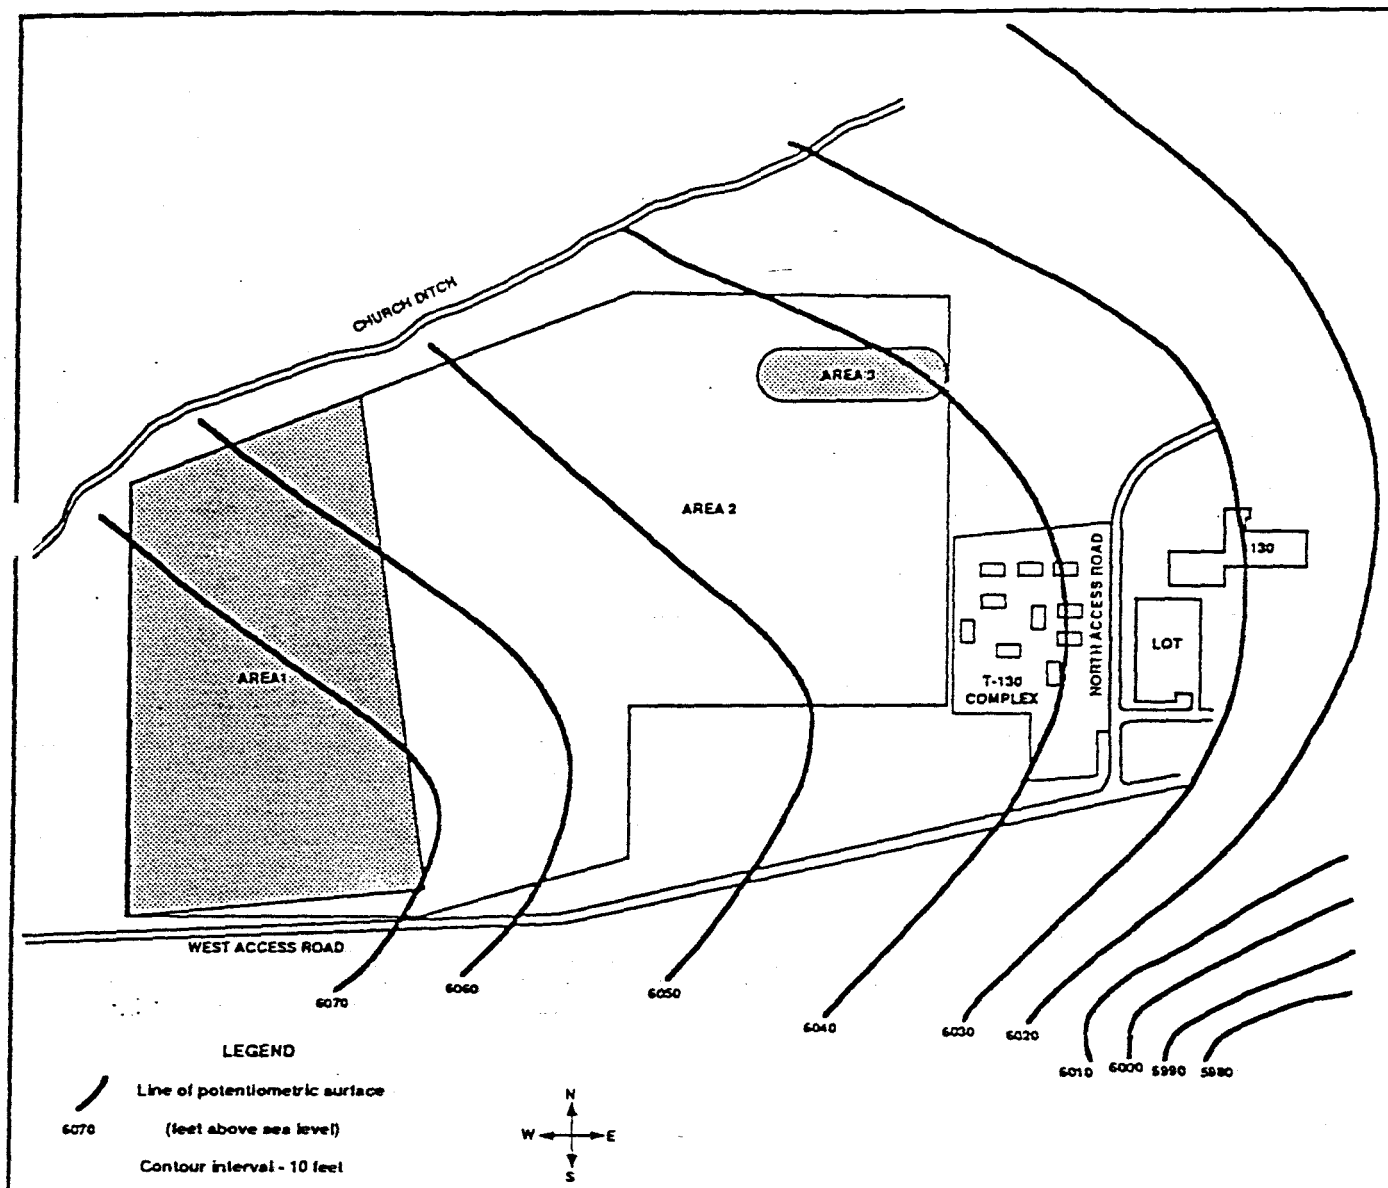 CHURCH DITCH
AREA 3
AREA 2
130
NORTH ACCESS ROAD
LOT
AREA 1
T-130
COMPLEX
WEST ACCESS ROAD
6070
6060
6050
6040
6030
6020
6010
6000
5990
5980
LEGEND
Line of potentiometric surface
6070
(feet above sea level)
Contour interval - 10 feet
N
W
E
S